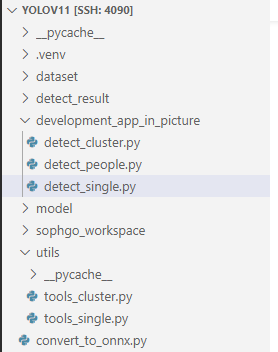 YOLOV11 [SSH: 4090]
__pycache__
.venv
dataset
detect_result
development_app_in_picture
detect_cluster.py
detect_people.py
detect_single.py
model
sophgo_workspace
utils
__pycache__
tools_cluster.py
tools_single.py
convert_to_onnx.py